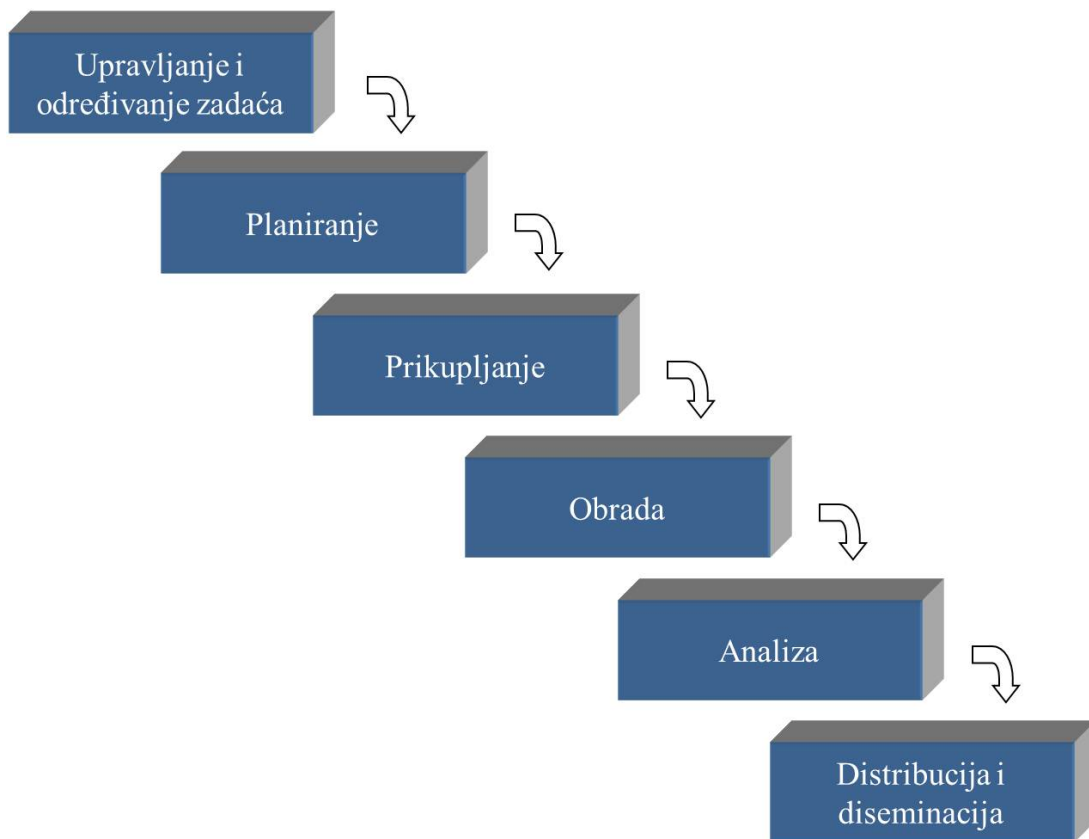 Upravljanje i
određivanje zadaća
Planiranje
Prikupljanje
Obrada
Analiza
Distribucija i
diseminacija